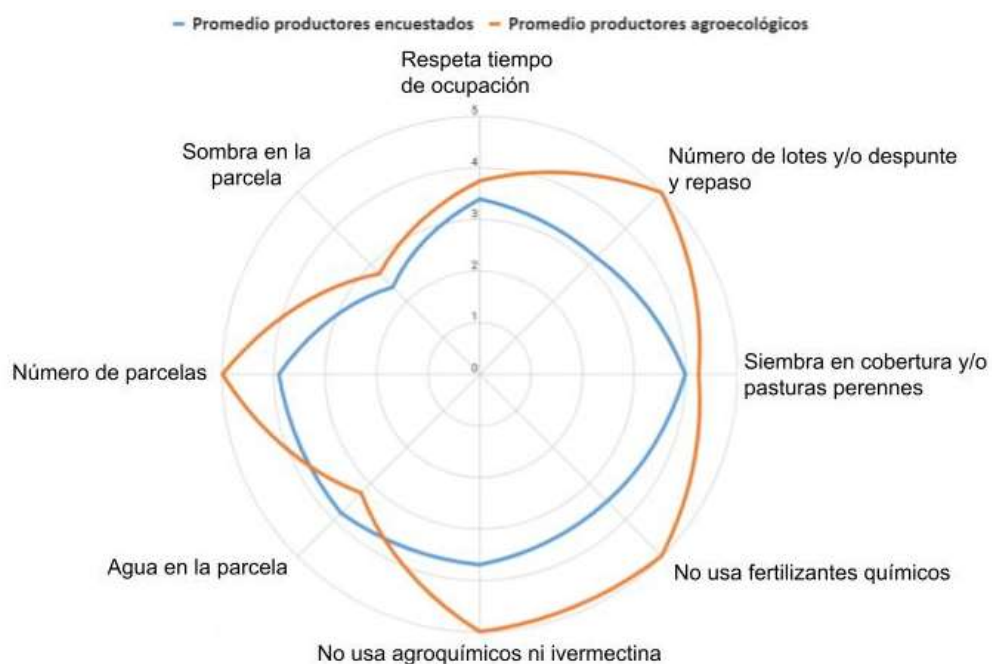 Promedio productores encuestados Promedio productores agroecológicos
Respeta tiempo
de ocupación
5
Sombra en la
parcela
Número de lotes y/o despunte
y repaso
4
3
2
1
0
Número de parcelas
Siembra en cobertura y/o
pasturas perennes
Agua en la parcela
No usa fertilizantes químicos
No usa agroquímicos ni ivermectina